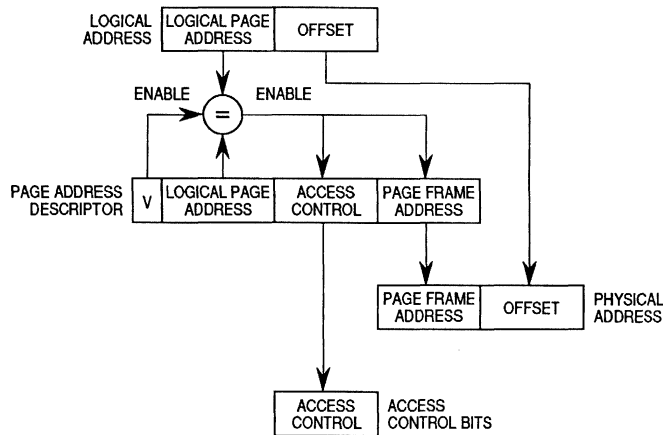 LOGICAL
ADDRESS
LOGICAL PAGE
ADDRESS
OFFSET
ENABLE
=
ENABLE
PAGE ADDRESS
DESCRIPTOR
V
LOGICAL PAGE
ADDRESS
ACCESS
CONTROL
PAGE FRAME
ADDRESS
PAGE FRAME
ADDRESS
OFFSET
PHYSICAL
ADDRESS
ACCESS
CONTROL
ACCESS
CONTROL BITS